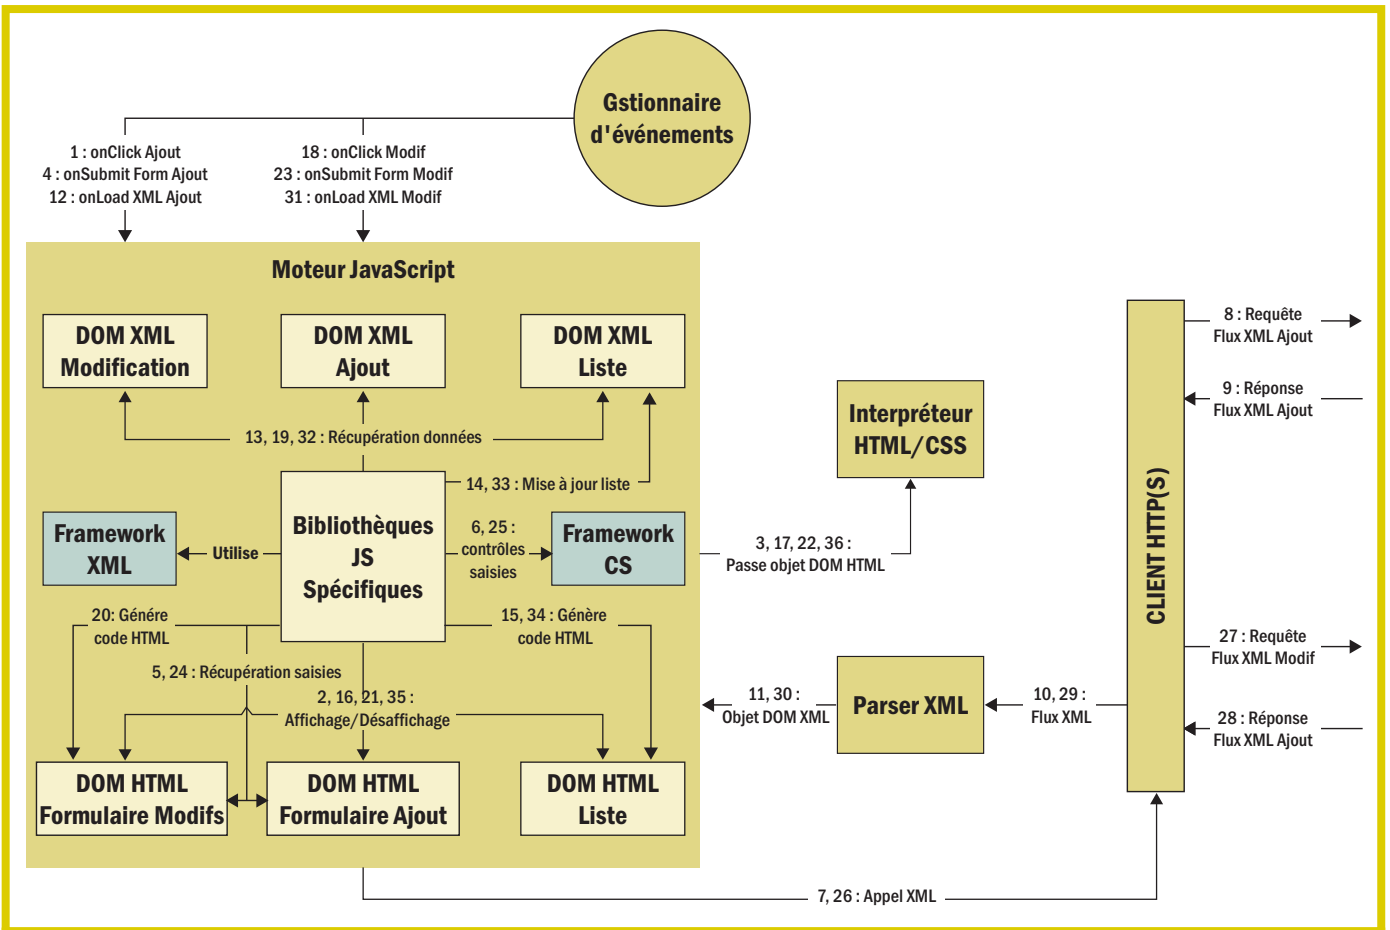 Gstionnaire
d'événements
1 : onClick Ajout
4 : onSubmit Form Ajout
12 : onLoad XML Ajout
18 : onClick Modif
23 : onSubmit Form Modif
31 : onLoad XML Modif
Moteur JavaScript
DOM XML
Modification
DOM XML
Ajout
DOM XML
Liste
13, 19, 32 : Récupération données
14, 33 : Mise à jour liste
Framework
XML
Utilise
Bibliothèques
JS
Spécifiques
6, 25 :
contrôles
saisies
Framework
CS
20: Génére
code HTML
15, 34 : Génère
code HTML
5, 24 : Récupération saisies
2, 16, 21, 35 :
Affichage/Désaffichage
DOM HTML
Formulaire Modifs
DOM HTML
Formulaire Ajout
DOM HTML
Liste
Interpréteur
HTML/CSS
3, 17, 22, 36 :
Passe objet DOM HTML
11, 30 :
Objet DOM XML
Parser XML
10, 29 :
Flux XML
CLIENT HTTP(S)
8 : Requête
Flux XML Ajout
9 : Réponse
Flux XML Ajout
27 : Requête
Flux XML Modif
28 : Réponse
Flux XML Ajout
7, 26 : Appel XML